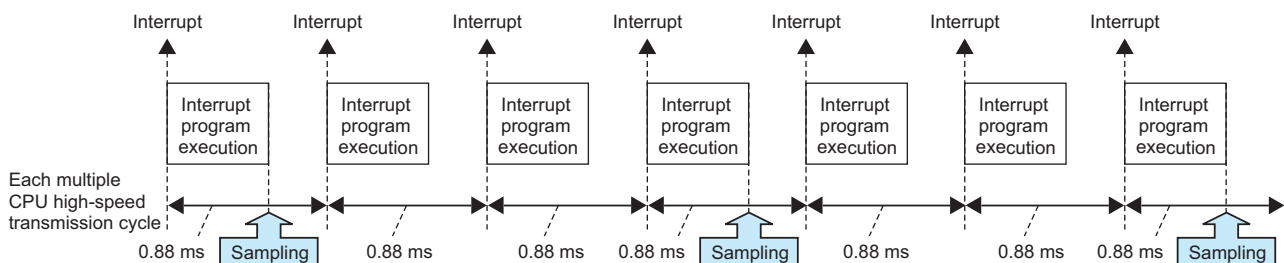 Interrupt Interrupt Interrupt Interrupt Interrupt Interrupt Interrupt
Interrupt
program
execution
Interrupt
program
execution
Interrupt
program
execution
Interrupt
program
execution
Interrupt
program
execution
Interrupt
program
execution
Interrupt
program
execution
Each multiple
CPU high-speed
transmission cycle
0.88 ms Sampling 0.88 ms 0.88 ms 0.88 ms Sampling 0.88 ms 0.88 ms 0.88 ms Sampling